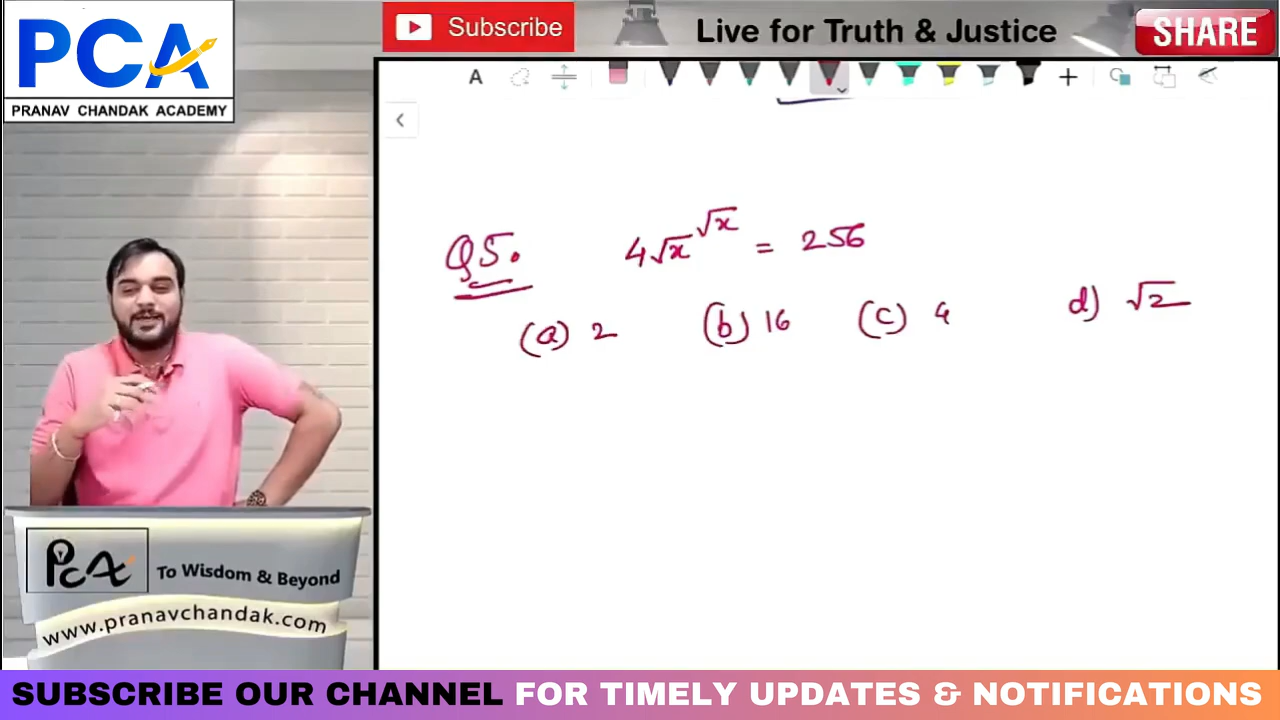 PCA
PRANAV CHANDAK ACADEMY
Subscribe
Live for Truth & Justice
SHARE
A
Q5. 4√x^√x = 256
(a) 2 (b) 16 (c) 4 d) √2
PCA To Wisdom & Beyond
www.pranavchandak.com
SUBSCRIBE OUR CHANNEL FOR TIMELY UPDATES & NOTIFICATIONS